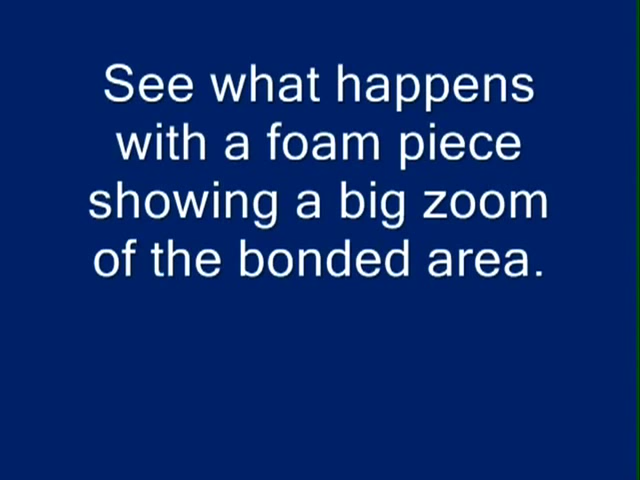 See what happens
with a foam piece
showing a big zoom
of the bonded area.